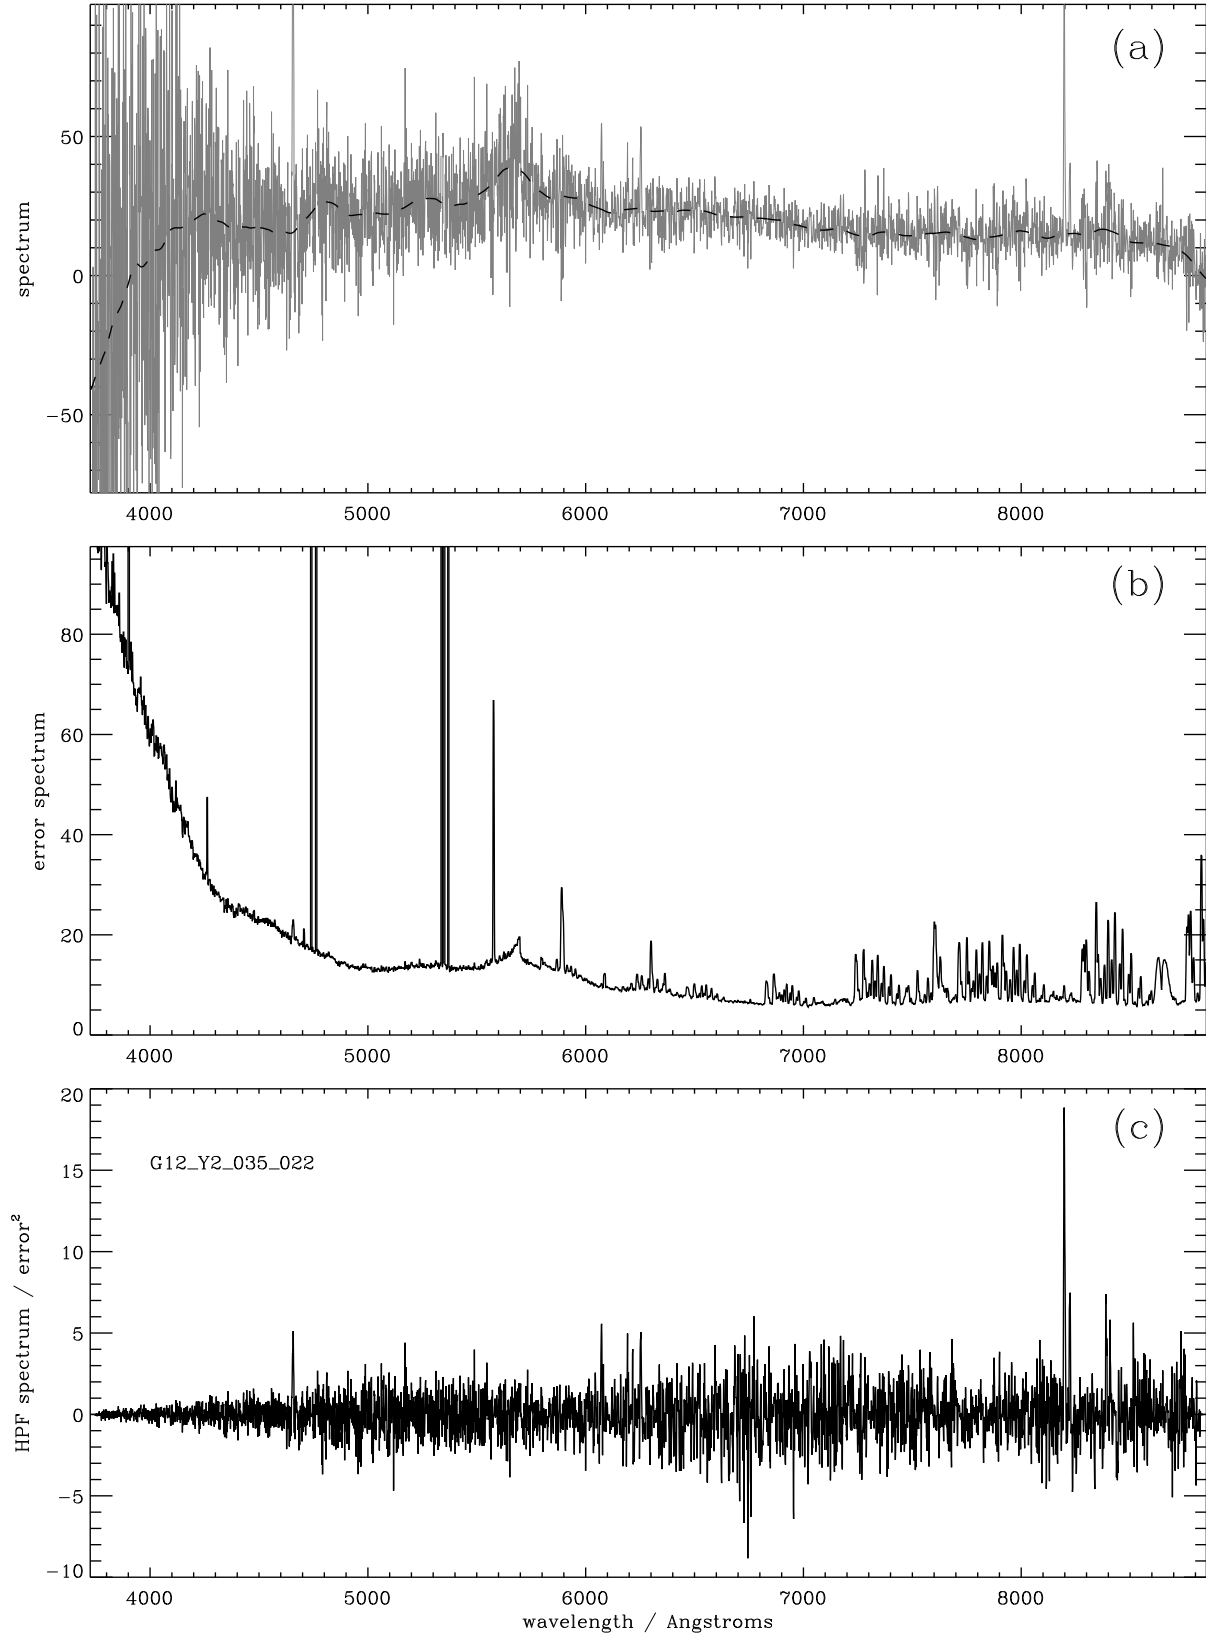 (a)
50
0
−50
spectrum
4000 5000 6000 7000 8000
(b)
80
60
40
20
0
error spectrum
4000 5000 6000 7000 8000
(c)
G12_Y2_035_022
20
15
10
5
0
−5
−10
HPF spectrum / error²
4000 5000 6000 7000 8000
wavelength / Angstroms